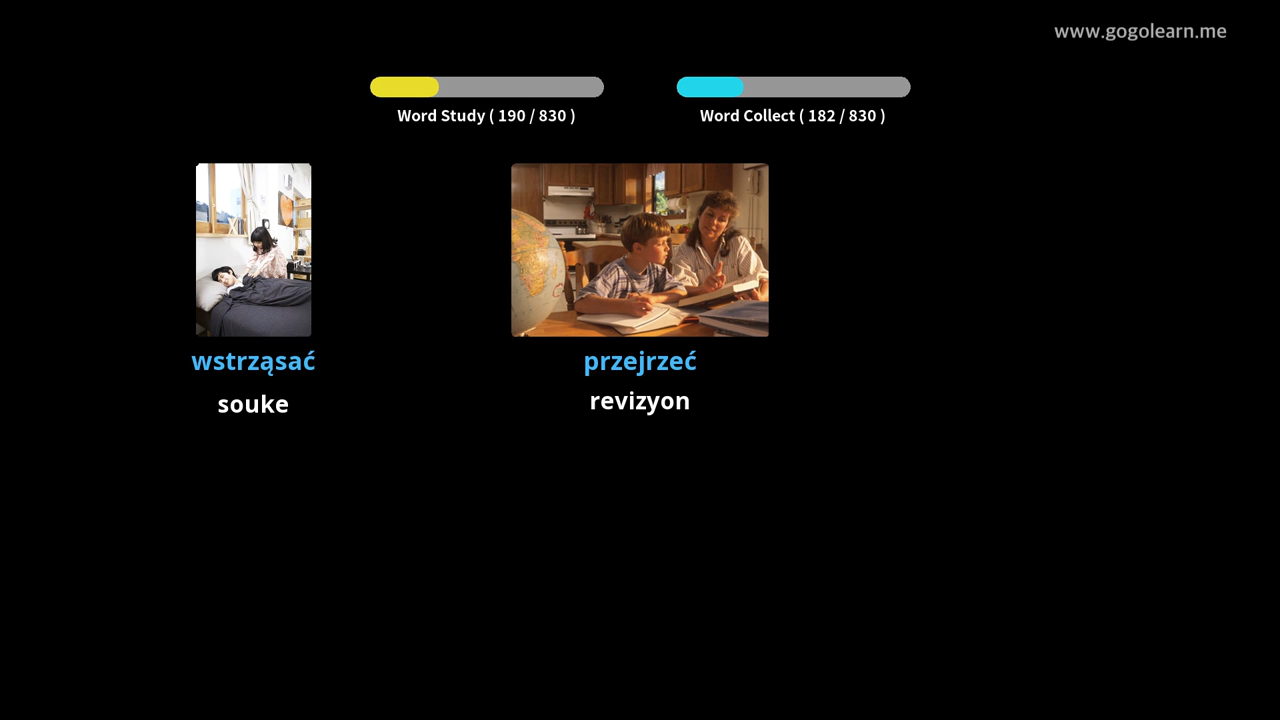 www.gogolearn.me
Word Study ( 190 / 830 )
Word Collect ( 182 / 830 )
wstrząsać
souke
przejrzeć
revizyon